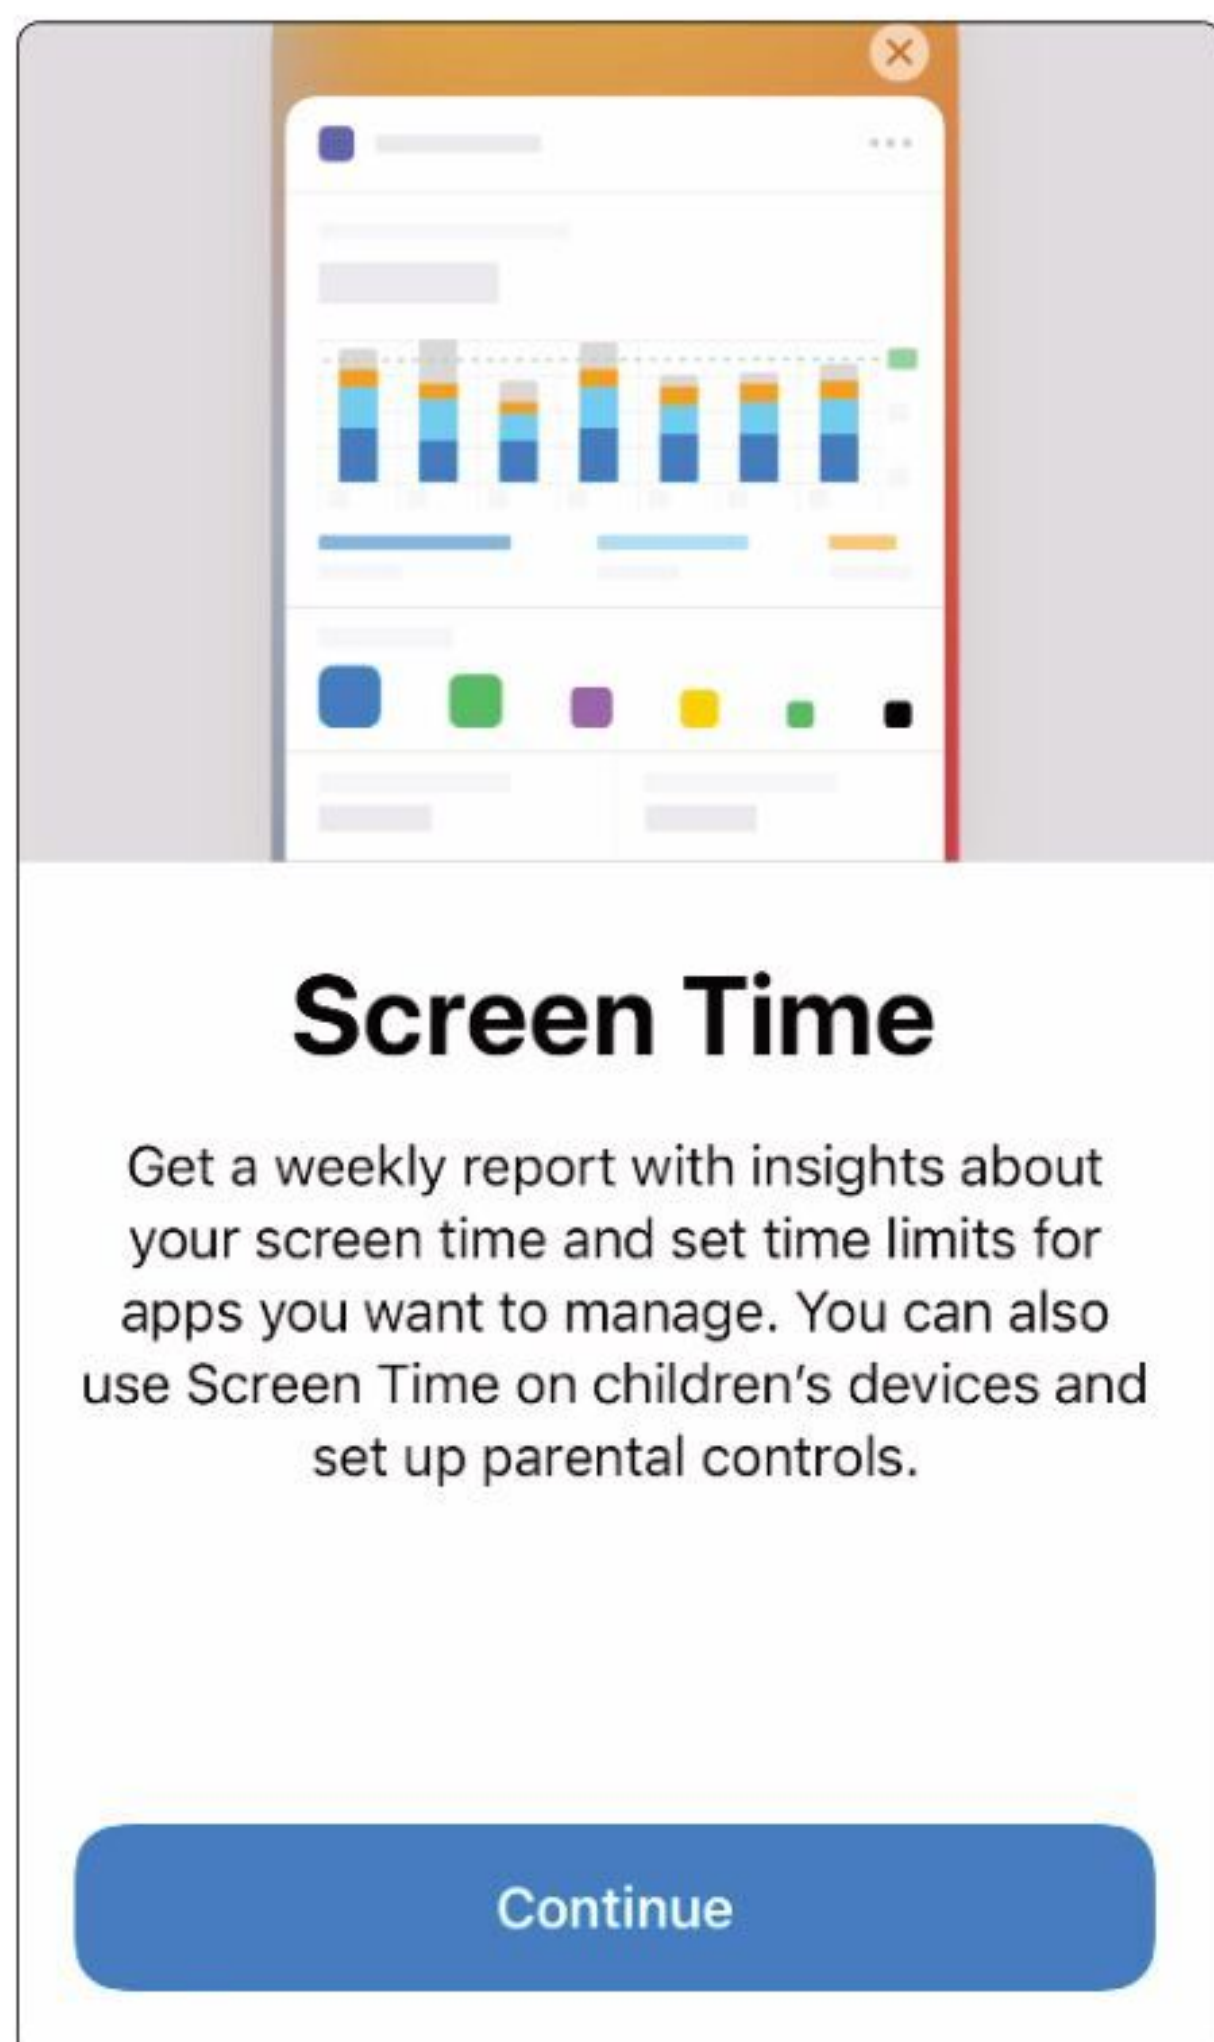 Screen Time
Get a weekly report with insights about
your screen time and set time limits for
apps you want to manage. You can also
use Screen Time on children’s devices and
set up parental controls.
Continue